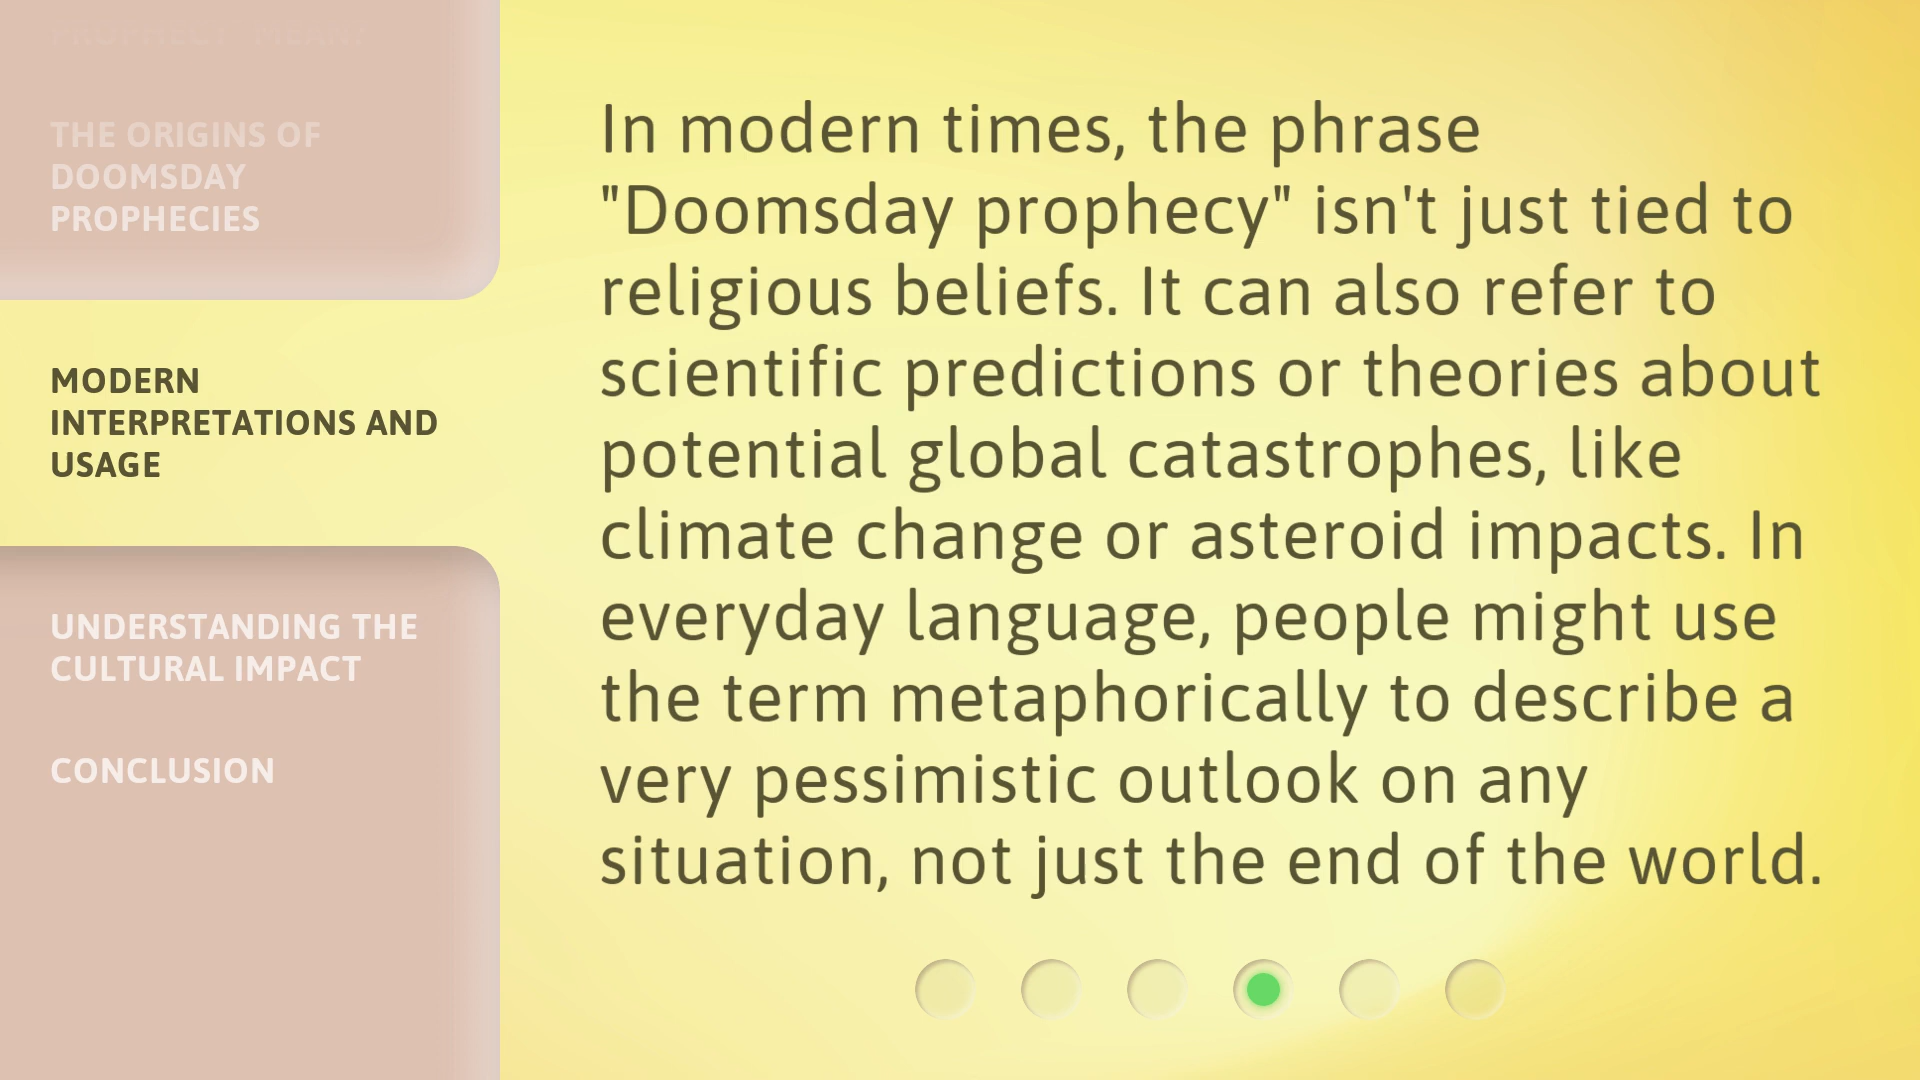 THE ORIGINS OF
DOOMSDAY
PROPHECIES
MODERN
INTERPRETATIONS AND
USAGE
UNDERSTANDING THE
CULTURAL IMPACT
CONCLUSION
In modern times, the phrase
"Doomsday prophecy" isn't just tied to
religious beliefs. It can also refer to
scientific predictions or theories about
potential global catastrophes, like
climate change or asteroid impacts. In
everyday language, people might use
the term metaphorically to describe a
very pessimistic outlook on any
situation, not just the end of the world.